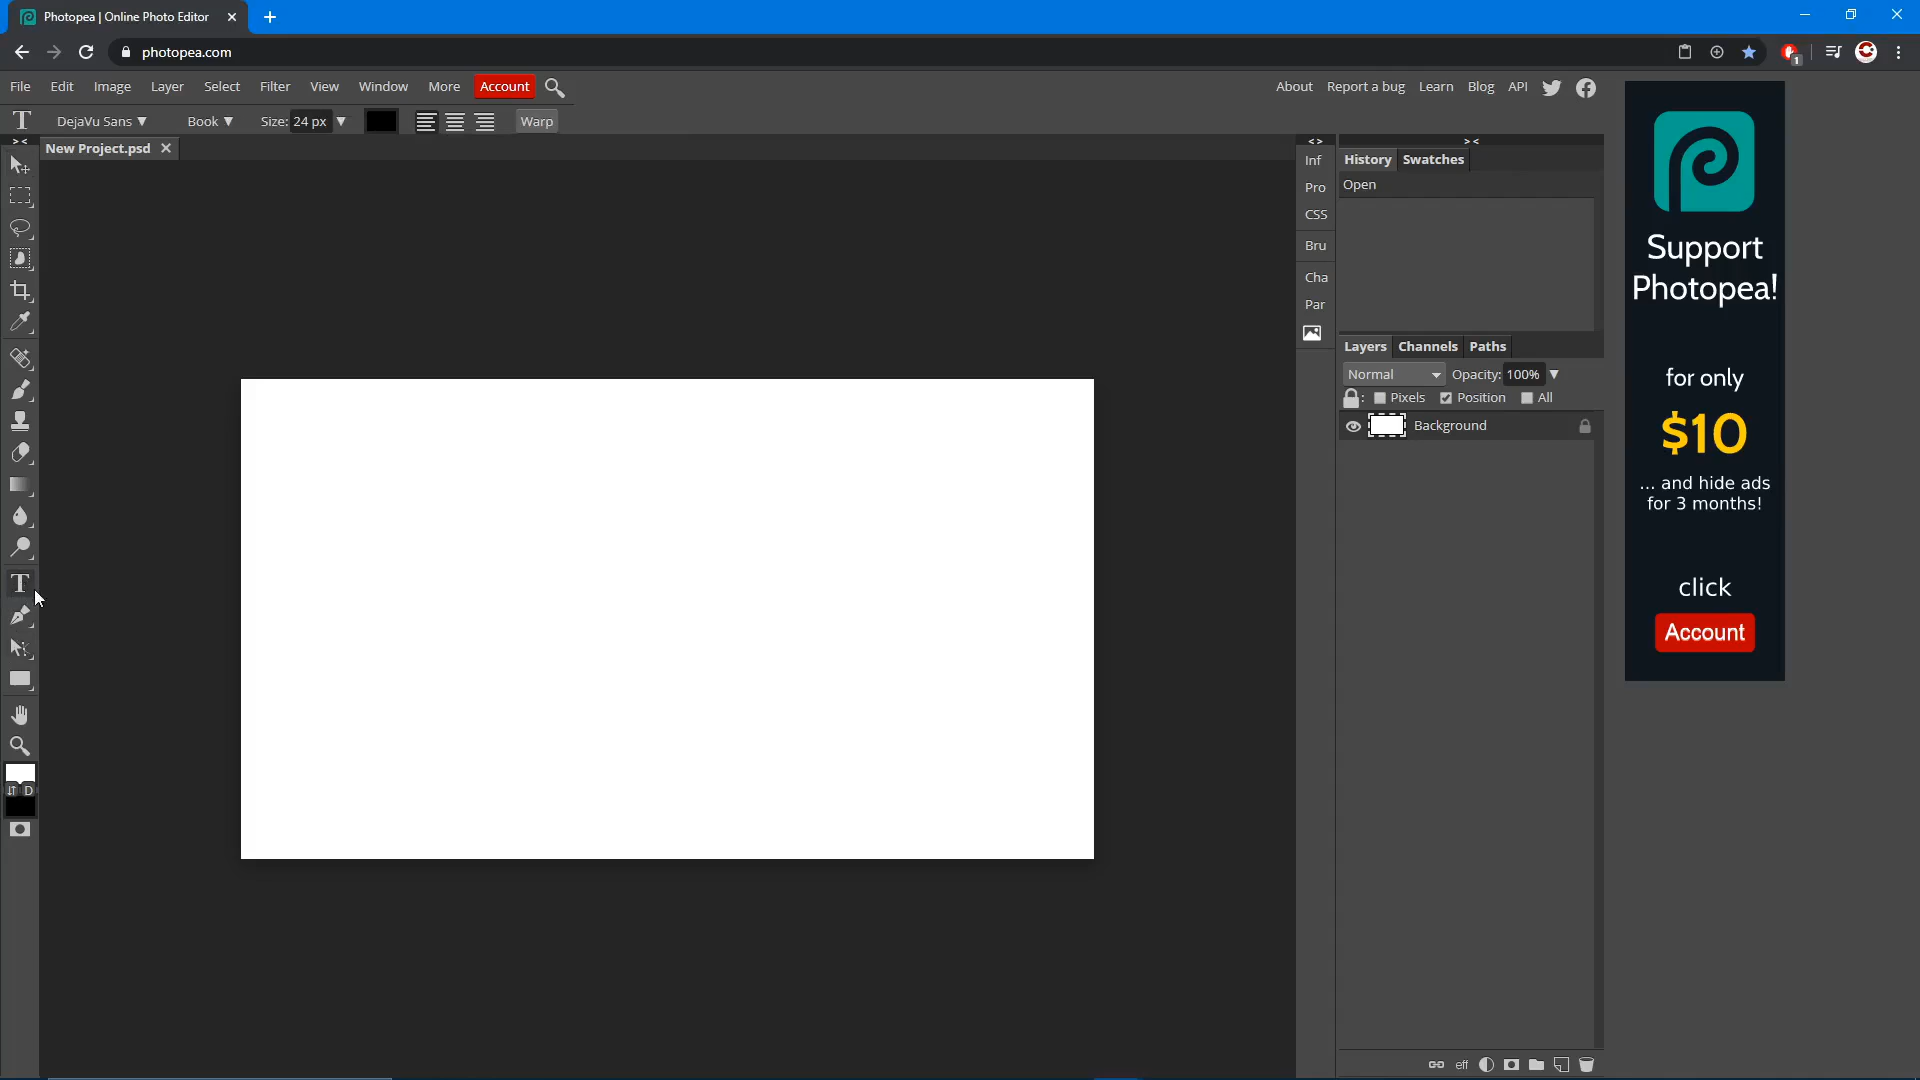 Photopea | Online Photo Editor
photopea.com
1
File Edit Image Layer Select Filter View Window More Account
About Report a bug Learn Blog API
T DejaVu Sans Book Size: 24 px Warp
New Project.psd
Inf
Pro
CSS
Bru
Cha
Par
T
D
History Swatches
Open
Layers Channels Paths
Normal Opacity: 100%
: Pixels Position All
Background
eff
Support
Photopea!
for only
$10
... and hide ads
for 3 months!
click
Account